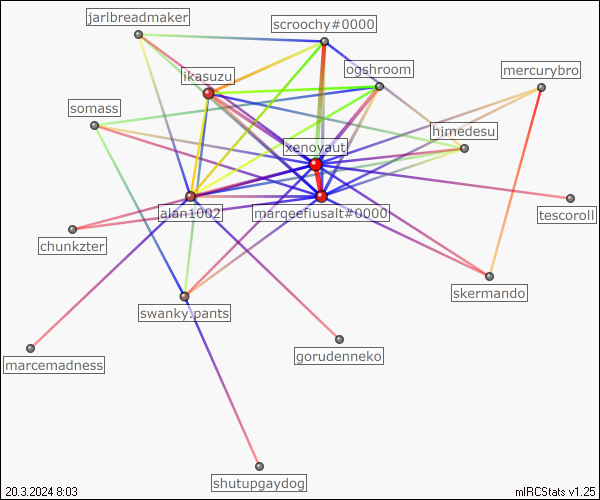 jarlbreadmaker
scroochy#0000
ikasuzu
ogshroom
mercurybro
somass
himedesu
xenoyaut
alan1002
marqeefiusalt#0000
tescoroll
chunkzter
skermando
swanky.pants
marcemadness
gorudenneko
shutupgaydog
20.3.2024 8:03
mIRCStats v1.25